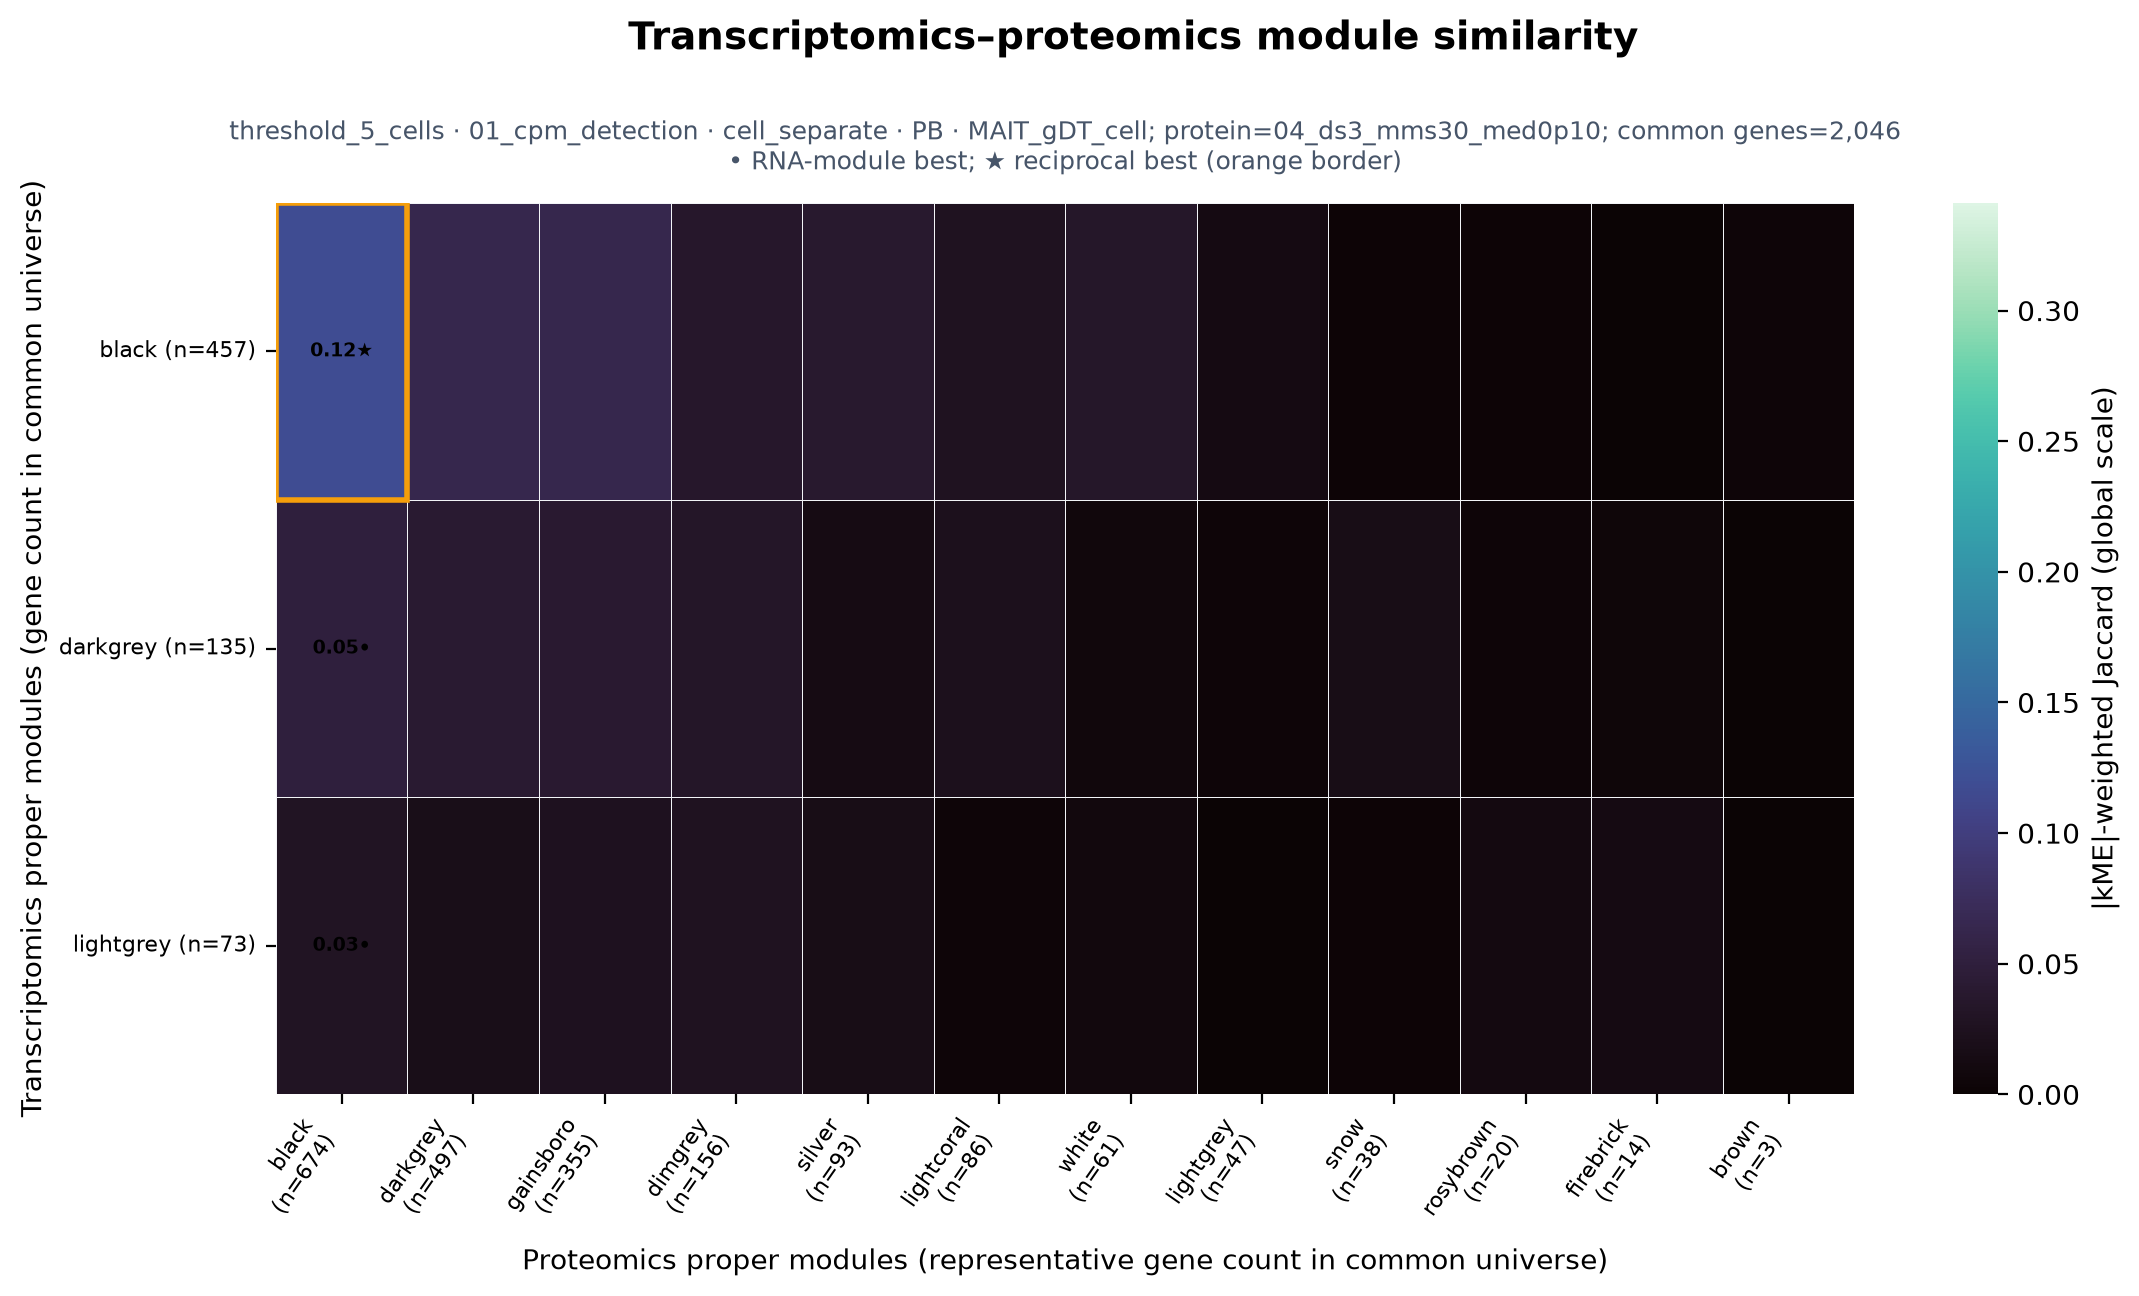 Transcriptomics–proteomics module similarity
threshold_5_cells · 01_cpm_detection · cell_separate · PB · MAIT_gDT_cell; protein=04_ds3_mms30_med0p10; common genes=2,046
• RNA-module best; ★ reciprocal best (orange border)
Transcriptomics proper modules (gene count in common universe)
black (n=457)
darkgrey (n=135)
lightgrey (n=73)
0.12★
0.05•
0.03•
black
(n=674)
darkgrey
(n=497)
gainsboro
(n=355)
dimgrey
(n=156)
silver
(n=93)
lightcoral
(n=86)
white
(n=61)
lightgrey
(n=47)
snow
(n=38)
rosybrown
(n=20)
firebrick
(n=14)
brown
(n=3)
Proteomics proper modules (representative gene count in common universe)
0.30
0.25
0.20
0.15
0.10
0.05
0.00
|kME|-weighted Jaccard (global scale)